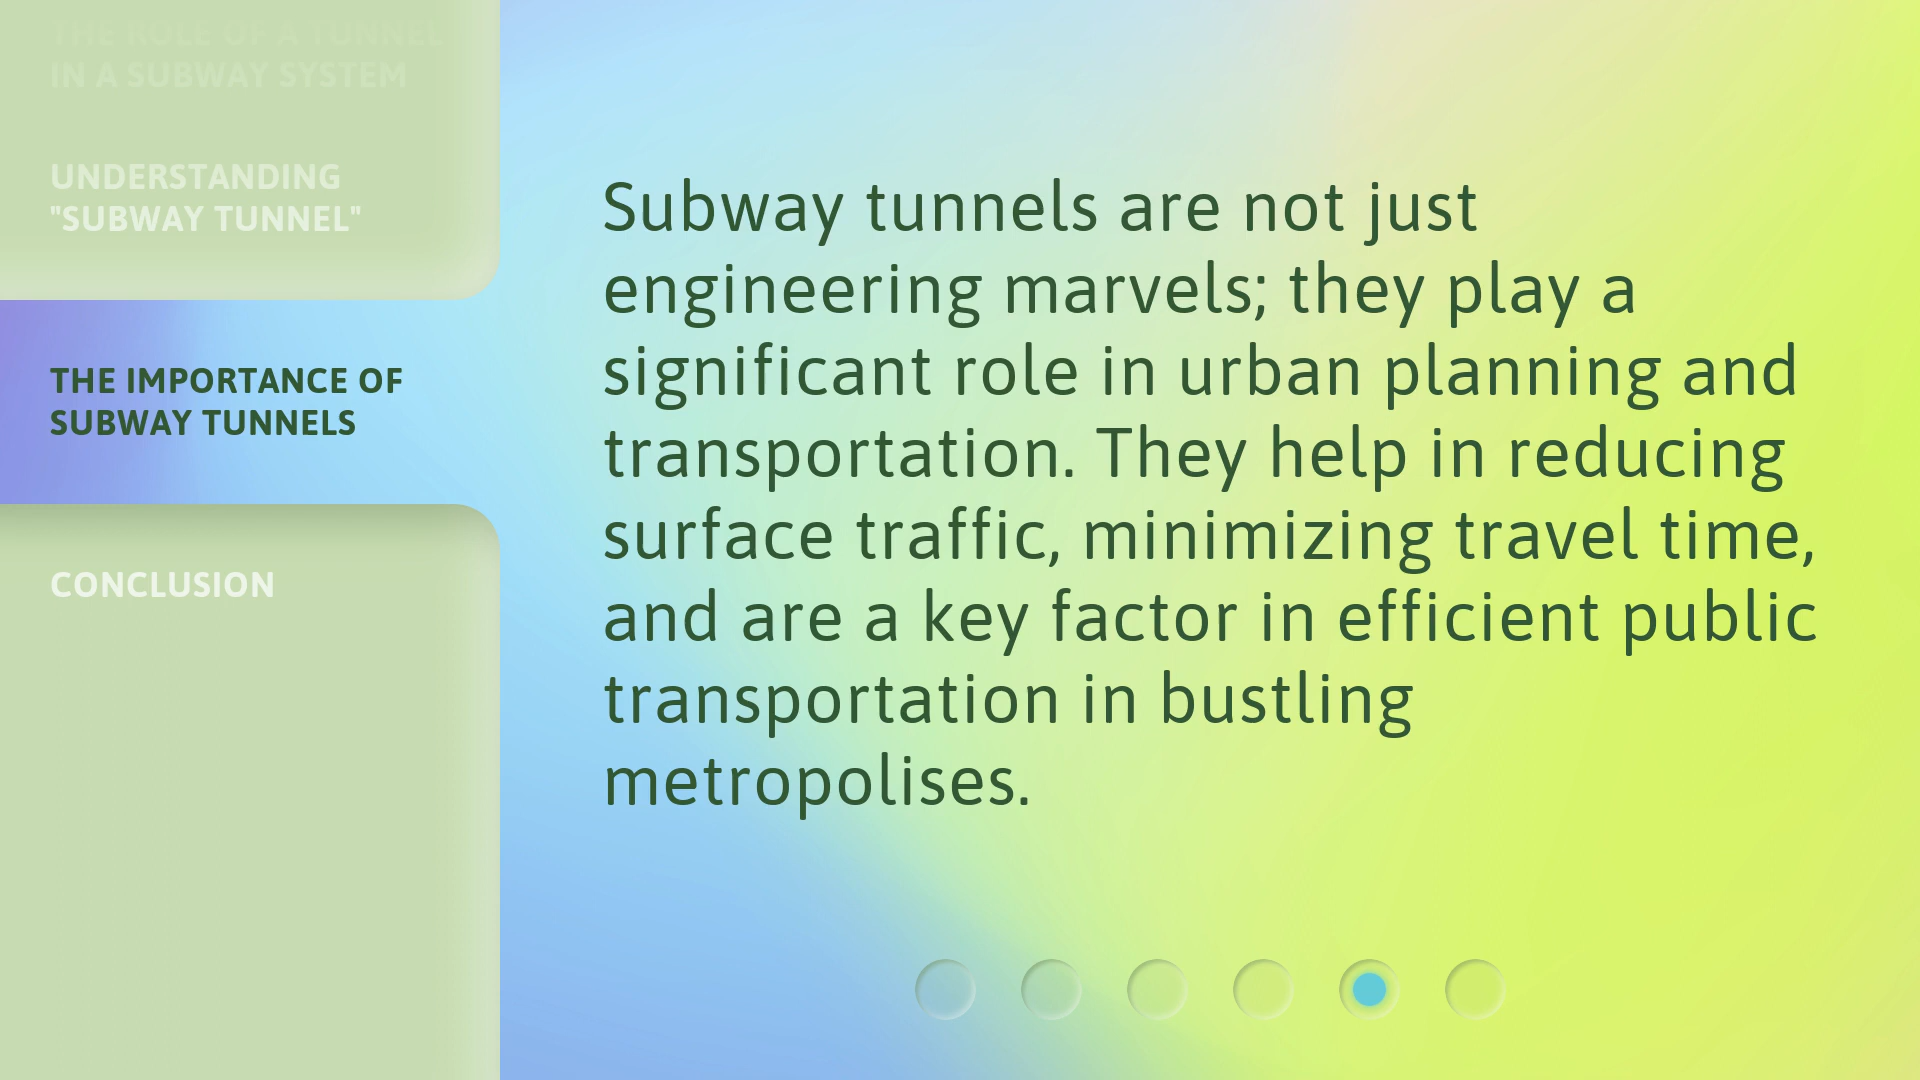 THE ROLE OF A TUNNEL
IN A SUBWAY SYSTEM
UNDERSTANDING
"SUBWAY TUNNEL"
THE IMPORTANCE OF
SUBWAY TUNNELS
CONCLUSION
Subway tunnels are not just
engineering marvels; they play a
significant role in urban planning and
transportation. They help in reducing
surface traffic, minimizing travel time,
and are a key factor in efficient public
transportation in bustling
metropolises.